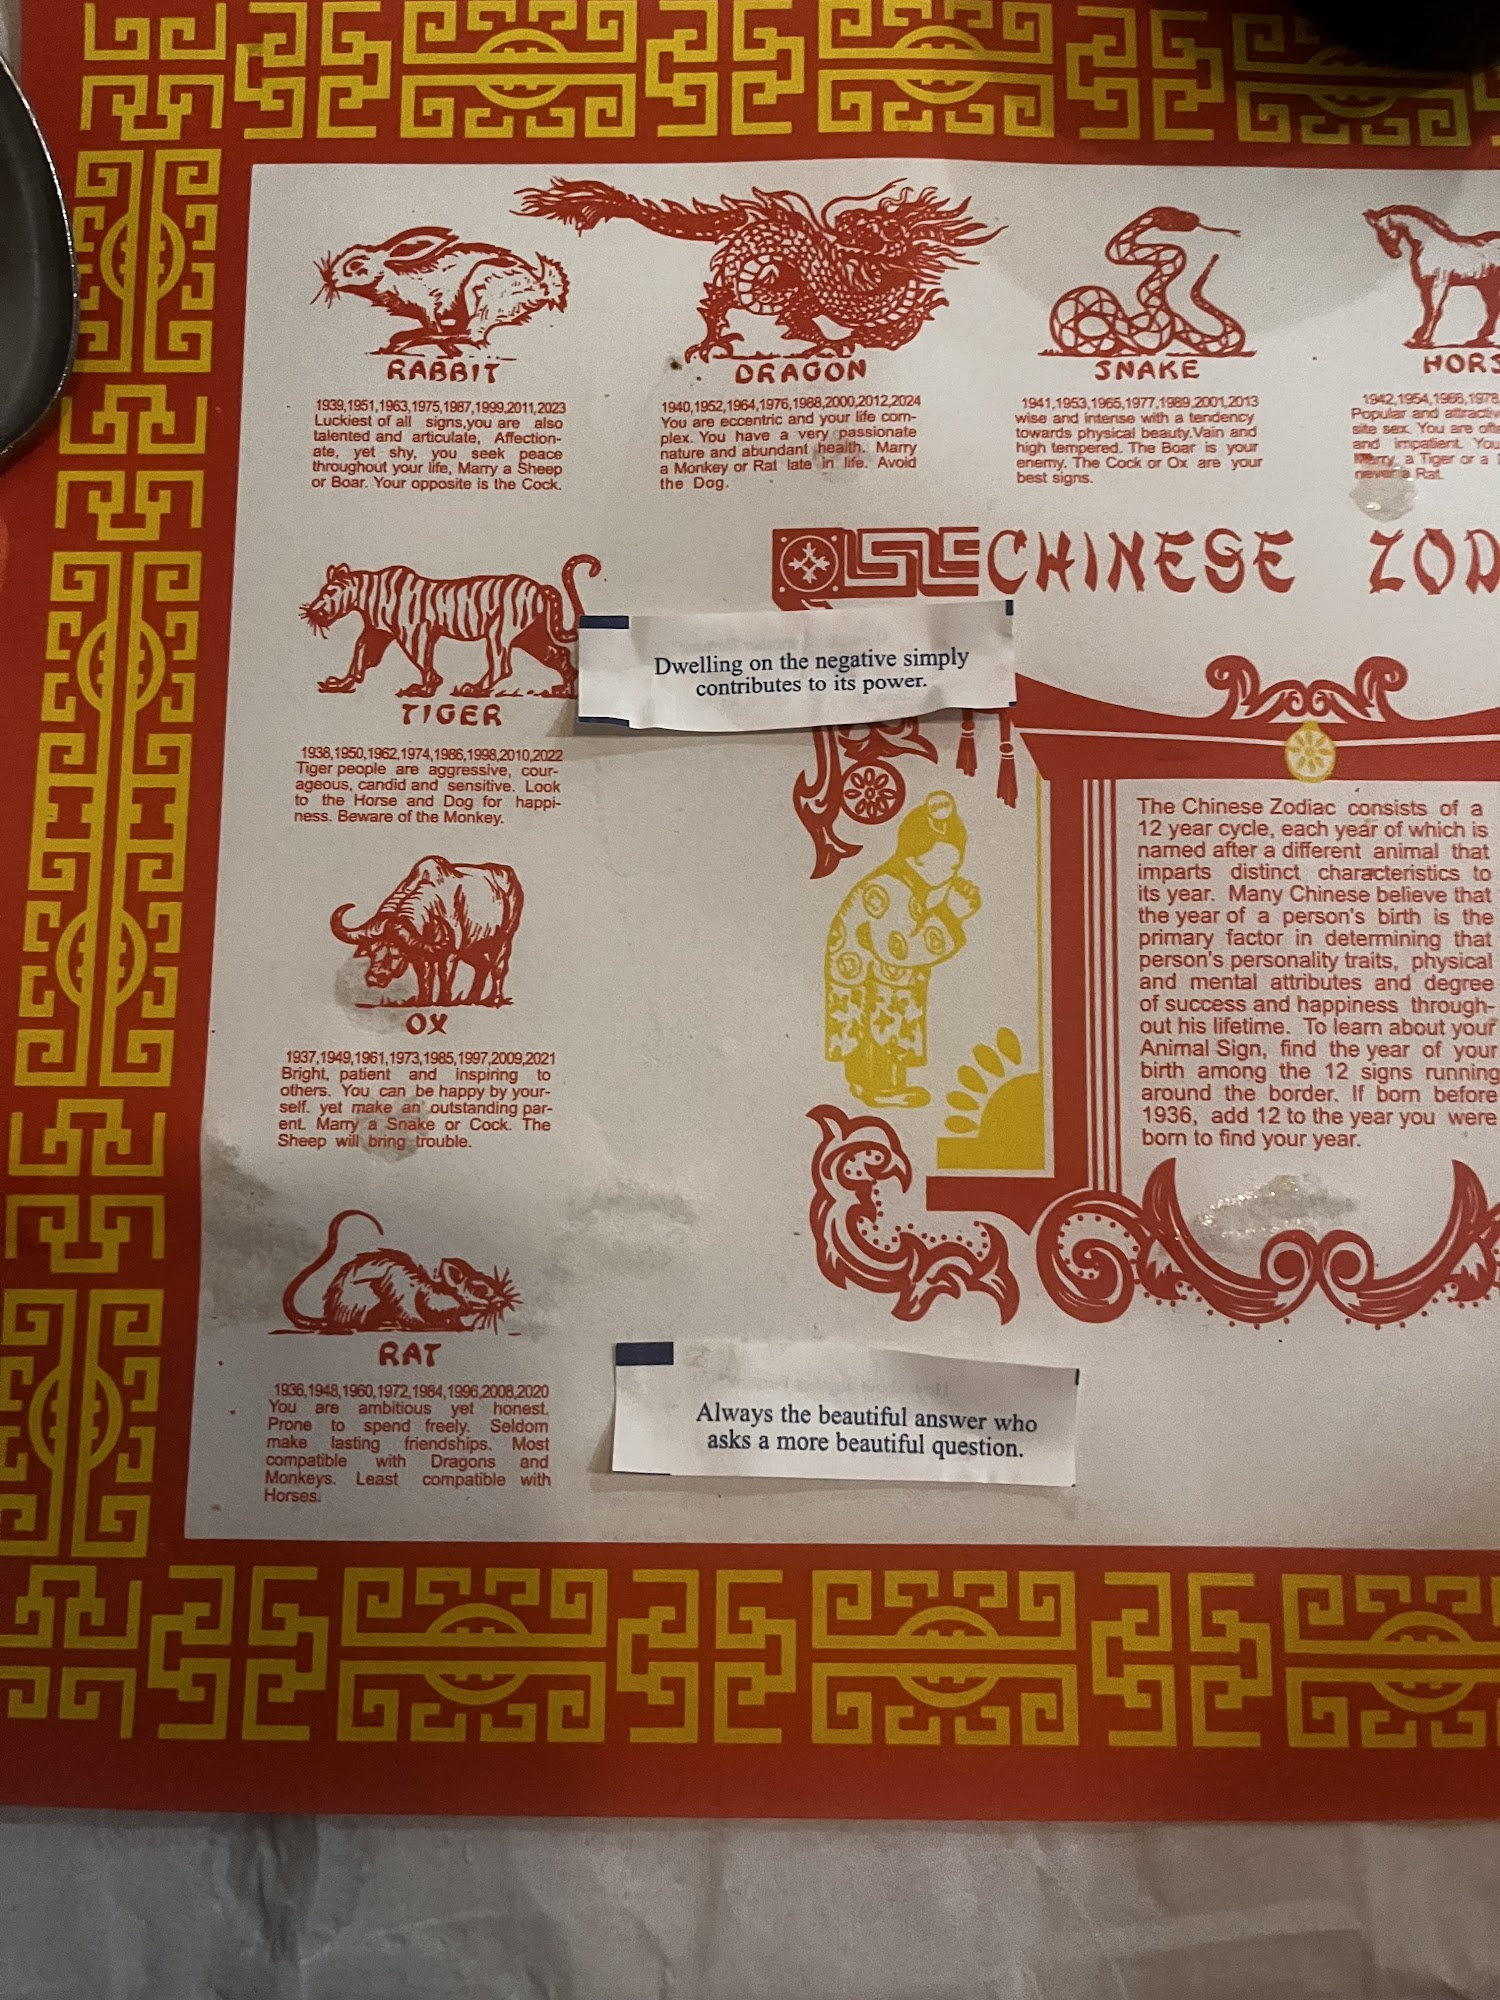 RABBIT
1939,1951,1963,1975,1987,1999,2011,2023
Luckiest of all signs,you are also
talented and articulate, Affection-
ate, yet shy, you seek peace
throughout your life, Marry a Sheep
or Boar. Your opposite is the Cock.
DRAGON
1940,1952,1964,1976,1988,2000,2012,2024
You are eccentric and your life com-
plex. You have a very passionate
nature and abundant health. Marry
a Monkey or Rat late in life. Avoid
the Dog.
SNAKE
1941,1953,1965,1977,1989,2001,2013
wise and intense with a tendency
towards physical beauty.Vain and
high tempered. The Boar is your
enemy. The Cock or Ox are your
best signs.
HORS
1942,1954,1966,1978
Popular and attractiv
site sex. You are ofte
and impatient. You
Marry, a Tiger or a
never a Rat.
CHINESE ZOD
TIGER
1938,1950,1962,1974,1986,1998,2010,2022
Tiger people are aggressive, cour-
ageous, candid and sensitive. Look
to the Horse and Dog for happi-
ness. Beware of the Monkey.
Dwelling on the negative simply
contributes to its power.
OX
1937,1949,1961,1973,1985,1997,2009,2021
Bright, patient and inspiring to
others. You can be happy by your-
self. yet make an outstanding par-
ent. Marry a Snake or Cock. The
Sheep will bring trouble.
The Chinese Zodiac consists of a
12 year cycle, each year of which is
named after a different animal that
imparts distinct characteristics to
its year. Many Chinese believe that
the year of a person's birth is the
primary factor in determining that
person's personality traits, physical
and mental attributes and degree
of success and happiness through-
out his lifetime. To learn about your
Animal Sign, find the year of your
birth among the 12 signs running
around the border. If born before
1936, add 12 to the year you were
born to find your year.
RAT
1936,1948,1960,1972,1984,1996,2008,2020
You are ambitious yet honest.
Prone to spend freely. Seldom
make lasting friendships. Most
compatible with Dragons and
Monkeys. Least compatible with
Horses.
Always the beautiful answer who
asks a more beautiful question.